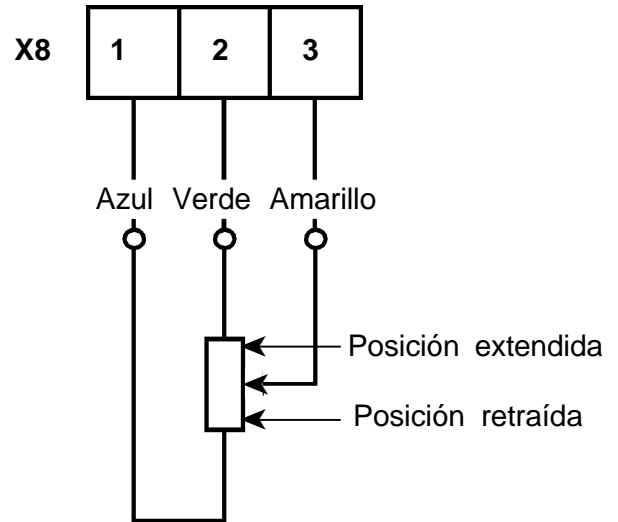 X8 1 2 3
Azul Verde Amarillo
Posición extendida
Posición retraída